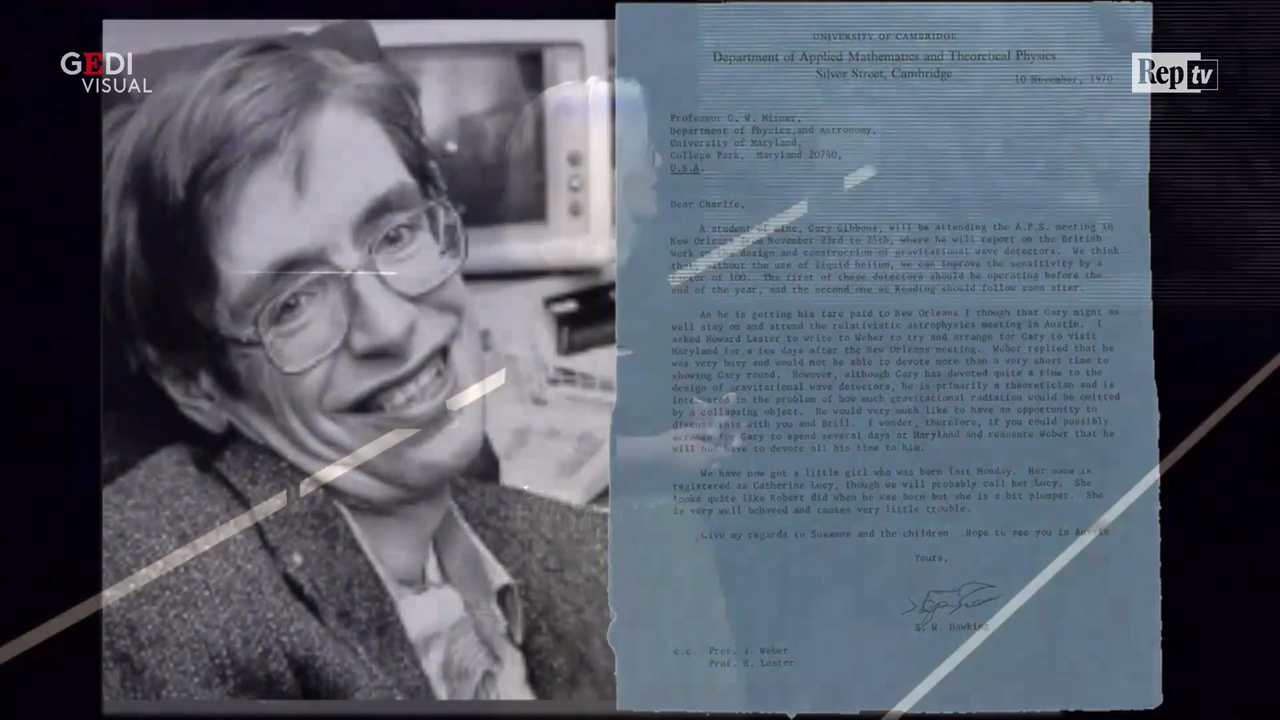 GEDI
VISUAL
Rep tv
UNIVERSITY OF CAMBRIDGE
Department of Applied Mathematics and Theoretical Physics
Silver Street, Cambridge
10 November, 1970
Professor C. W. Misner,
Department of Physics and Astronomy,
University of Maryland,
College Park, Maryland 20740,
U.S.A.
Dear Charlie,
A student of mine, Gary Gibbons, will be attending the A.P.S. meeting in
New Orleans from November 23rd to 25th, where he will report on the British
work on the design and construction of gravitational wave detectors. We think
that without the use of liquid helium, we can improve the sensitivity by a
factor of 100. The first of these detectors should be operating before the
end of the year, and the second one at Reading should follow soon after.
As he is getting his fare paid to New Orleans I though that Gary might as
well stay on and attend the relativistic astrophysics meeting in Austin. I
asked Howard Laster to write to Weber to try and arrange for Gary to visit
Maryland for a few days after the New Orleans meeting. Weber replied that he
was very busy and would not be able to devote more than a very short time to
showing Gary round. However, although Gary has devoted quite a time to the
design of gravitational wave detectors, he is primarily a theoretician and is
interested in the problem of how much gravitational radiation would be omitted
by a collapsing object. He would very much like to have an opportunity to
discuss this with you and Brill. I wonder, therefore, if you could possibly
arrange for Gary to spend several days at Maryland and reassure Weber that he
will not have to devote all his time to him.
We have now got a little girl who was born last Monday. Her name is
registered as Catherine Lucy, though we will probably call her Lucy. She
looks quite like Robert did when he was born but she is a bit plumper. She
is very well behaved and causes very little trouble.
Give my regards to Susanne and the children. Hope to see you in Austin
Yours,
S. W. Hawking
c.c. Prof. J. Weber
Prof. H. Laster